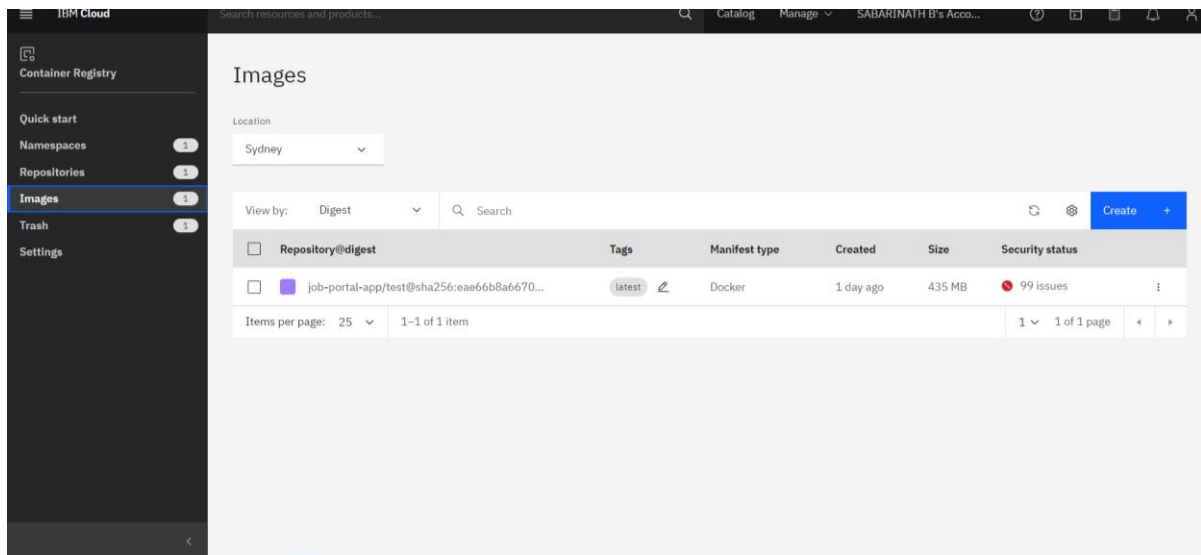 IBM Cloud
Search resources and products...
Catalog
Manage
SABARINATH B's Acco...
Container Registry
Quick start
Namespaces 1
Repositories 1
Images 1
Trash 1
Settings
Images
Location
Sydney
View by: Digest
Search
Create +
Repository@digest Tags Manifest type Created Size Security status
job-portal-app/test@sha256:eae66b8a6670... latest Docker 1 day ago 435 MB 99 issues
Items per page: 25 1–1 of 1 item 1 1 of 1 page